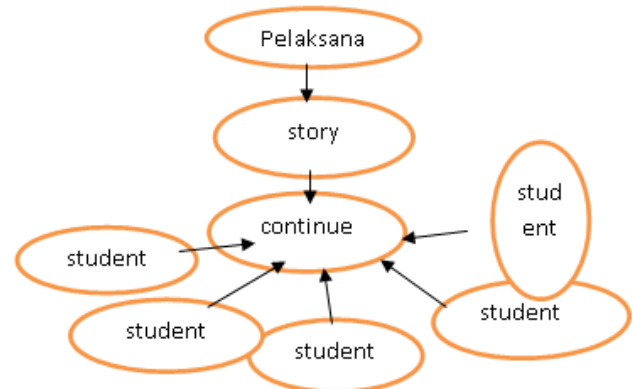 Pelaksana
story
continue
stud
ent
student
student
student
student